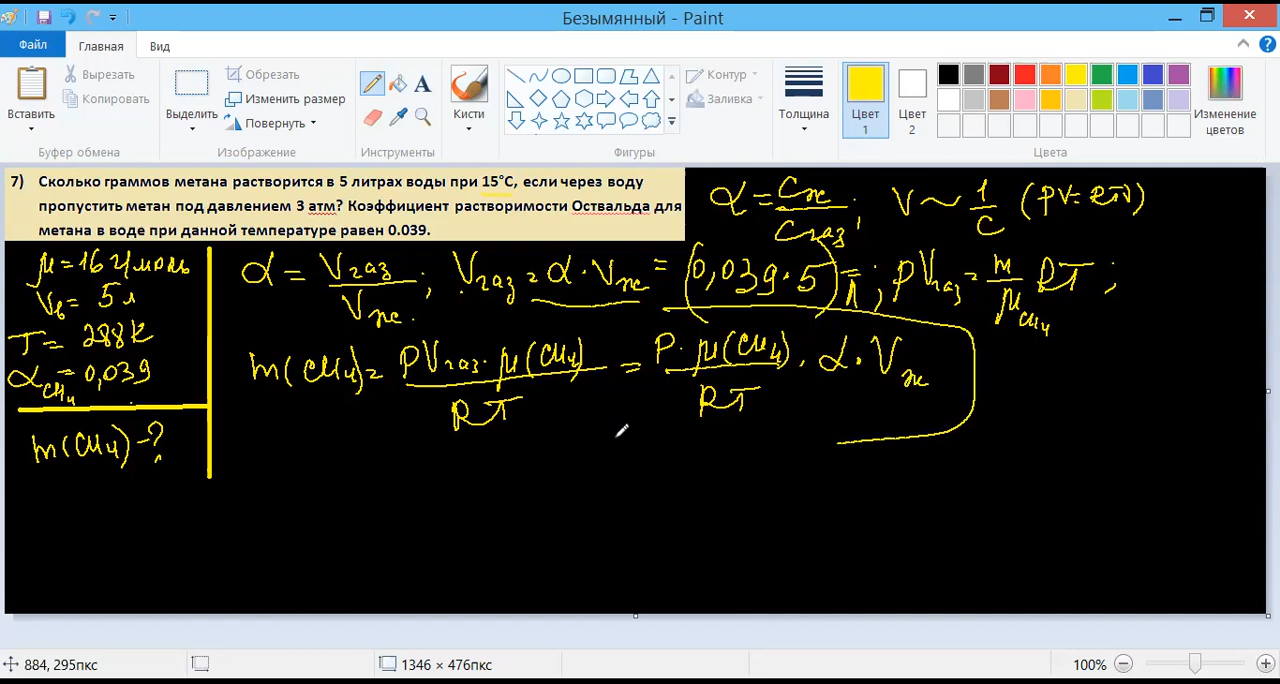 Безымянный - Paint
Файл
Главная
Вид
Вставить
Вырезать
Копировать
Буфер обмена
Выделить
Обрезать
Изменить размер
Повернуть
Изображение
A
Инструменты
Кисти
Фигуры
Контур
Заливка
Толщина
Цвет 1
Цвет 2
Изменение цветов
Цвета
7) Сколько граммов метана растворится в 5 литрах воды при 15°С, если через воду
пропустить метан под давлением 3 атм? Коэффициент растворимости Оствальда для
метана в воде при данной температуре равен 0.039.
α = Cж/Cгаз; V ~ 1/C (PV=RTν)
μ = 16 г/моль
Vв = 5 л
T = 288 K
α CH4 = 0,039
m(CH4) - ?
α = Vгаз/Vж; Vгаз = α · Vж = (0,039 · 5) л; PVгаз = m/μCH4 RT;
m(CH4) = PVгаз · μ(CH4)/RT = P · μ(CH4)/RT · α · Vж
884, 295пкс
1346 × 476пкс
100%